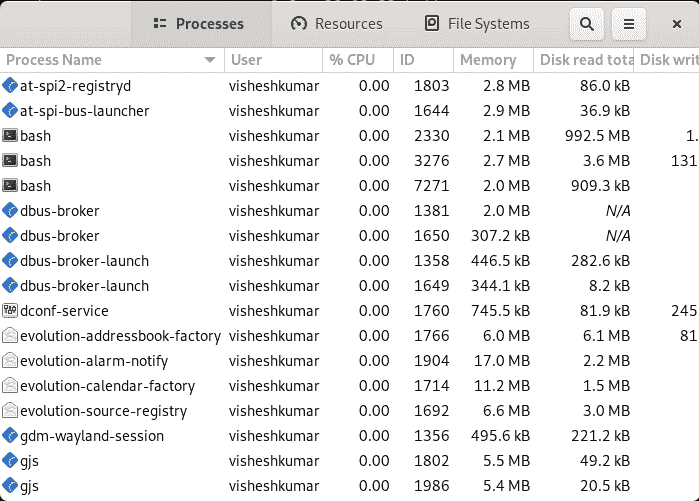 Processes Resources File Systems
Process Name User % CPU ID Memory Disk read tota Disk writ
at-spi2-registryd visheshkumar 0.00 1803 2.8 MB 86.0 kB
at-spi-bus-launcher visheshkumar 0.00 1644 2.9 MB 36.9 kB
bash visheshkumar 0.00 2330 2.1 MB 992.5 MB 1.
bash visheshkumar 0.00 3276 2.7 MB 3.6 MB 131
bash visheshkumar 0.00 7271 2.0 MB 909.3 kB
dbus-broker visheshkumar 0.00 1381 2.0 MB N/A
dbus-broker visheshkumar 0.00 1650 307.2 kB N/A
dbus-broker-launch visheshkumar 0.00 1358 446.5 kB 282.6 kB
dbus-broker-launch visheshkumar 0.00 1649 344.1 kB 8.2 kB
dconf-service visheshkumar 0.00 1760 745.5 kB 81.9 kB 245
evolution-addressbook-factory visheshkumar 0.00 1766 6.0 MB 6.1 MB 81
evolution-alarm-notify visheshkumar 0.00 1904 17.0 MB 2.2 MB
evolution-calendar-factory visheshkumar 0.00 1714 11.2 MB 1.5 MB
evolution-source-registry visheshkumar 0.00 1692 6.6 MB 3.0 MB
gdm-wayland-session visheshkumar 0.00 1356 495.6 kB 221.2 kB
gjs visheshkumar 0.00 1802 5.5 MB 49.2 kB
gjs visheshkumar 0.00 1986 5.4 MB 20.5 kB